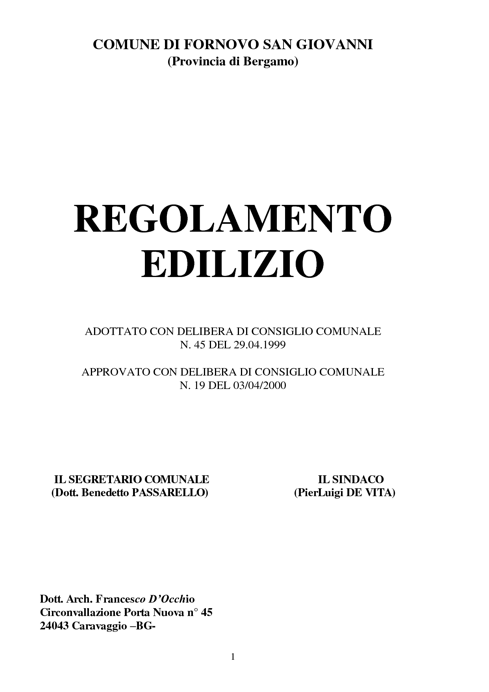 COMUNE DI FORNOVO SAN GIOVANNI
(Provincia di Bergamo)
REGOLAMENTO
EDILIZIO
ADOTTATO CON DELIBERA DI CONSIGLIO COMUNALE
N. 45 DEL 29.04.1999
APPROVATO CON DELIBERA DI CONSIGLIO COMUNALE
N. 19 DEL 03/04/2000
IL SEGRETARIO COMUNALE IL SINDACO
(Dott. Benedetto PASSARELLO) (PierLuigi DE VITA)
Dott. Arch. Francesco D'Occhio
Circonvallazione Porta Nuova n° 45
24043 Caravaggio –BG-
1